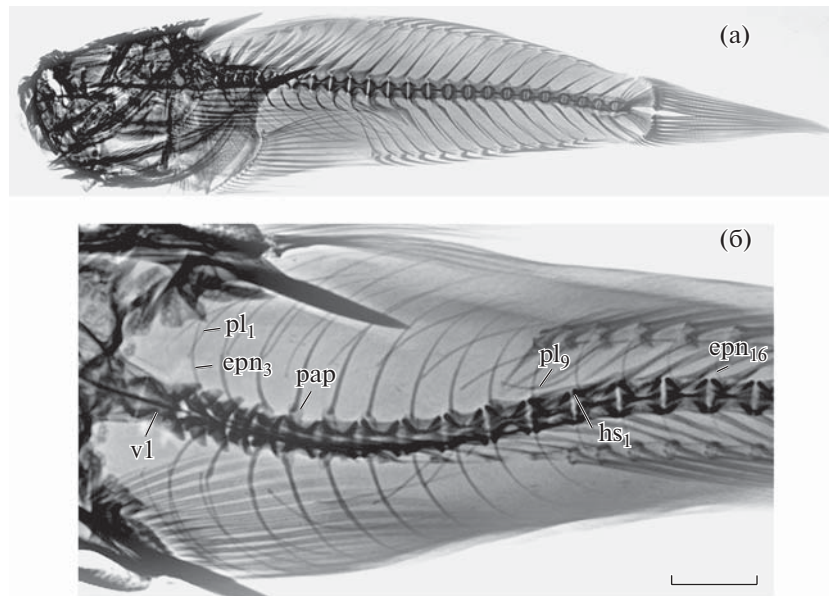 (а)
(б)
pl₁
epn₃
pap
pl₉
epn₁₆
v1
hs₁